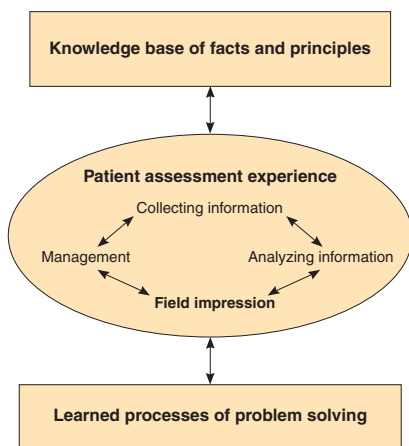 Knowledge base of facts and principles
Patient assessment experience
Collecting information
Management
Analyzing information
Field impression
Learned processes of problem solving